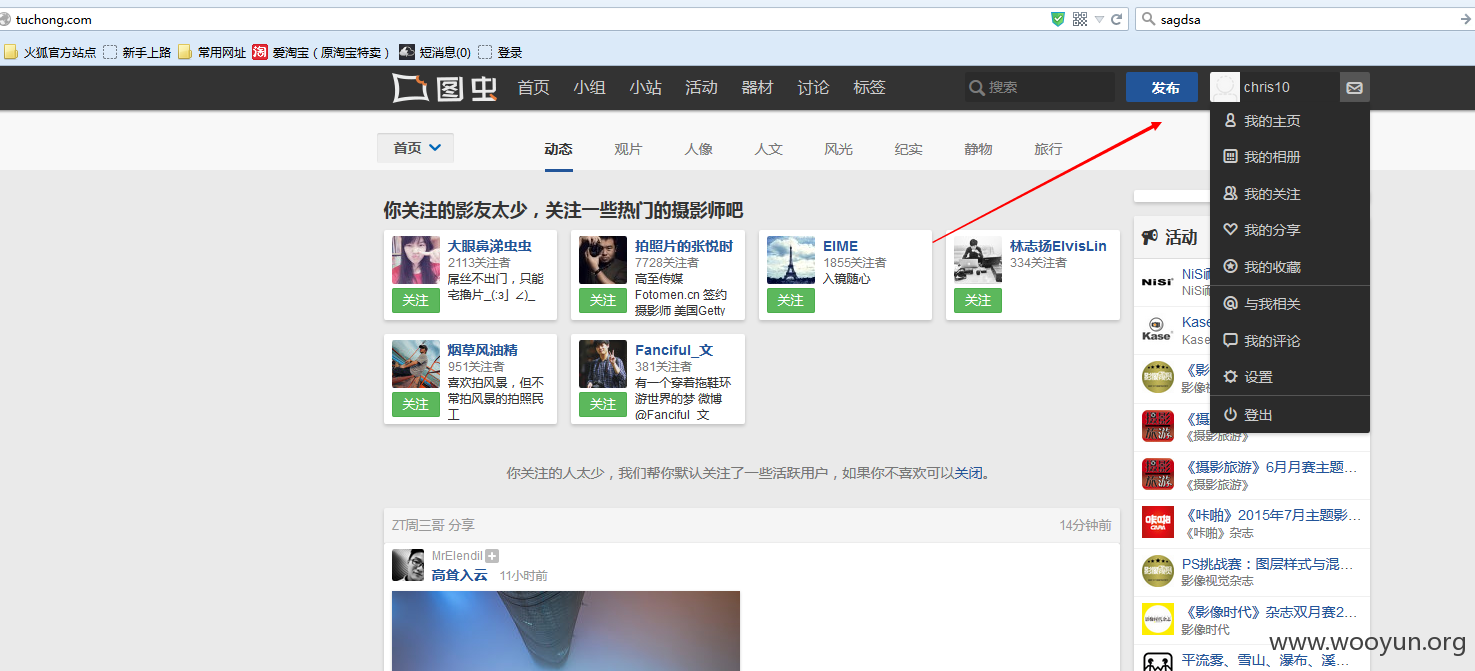 tuchong.com
sagdsa
火狐官方站点 新手上路 常用网址 淘 爱淘宝（原淘宝特卖） 短消息(0) 登录
图虫 首页 小组 小站 活动 器材 讨论 标签 搜索 发布 chris10
首页 动态 观片 人像 人文 风光 纪实 静物 旅行
我的主页
我的相册
我的关注
我的分享
我的收藏
与我相关
我的评论
设置
登出
你关注的影友太少，关注一些热门的摄影师吧
大眼鼻涕虫虫
2113关注者
屌丝不出门，只能
宅撸片_(:з」∠)_
关注
拍照片的张悦时
7728关注者
高至传媒
Fotomen.cn 签约
摄影师 美国Getty
关注
EIME
1855关注者
入镜随心
关注
林志扬ElvisLin
334关注者
关注
烟草风油精
951关注者
喜欢拍风景，但不
常拍风景的拍照民
工
关注
Fanciful_文
381关注者
有一个穿着拖鞋环
游世界的梦 微博
@Fanciful_文
关注
你关注的人太少，我们帮你默认关注了一些活跃用户，如果你不喜欢可以关闭。
ZT周三哥 分享
14分钟前
MrElendil
高耸入云 11小时前
活动
NiSi
NiSi
NiSi
Kase
Kase
Kase
《影
影像视
《摄
《摄影旅游》
《摄影旅游》6月月赛主题…
《摄影旅游》
《咔啪》2015年7月主题影…
《咔啪》杂志
PS挑战赛：图层样式与混…
影像视觉杂志
《影像时代》杂志双月赛2…
影像时代
平流雾、雪山、瀑布、溪…
www.wooyun.org